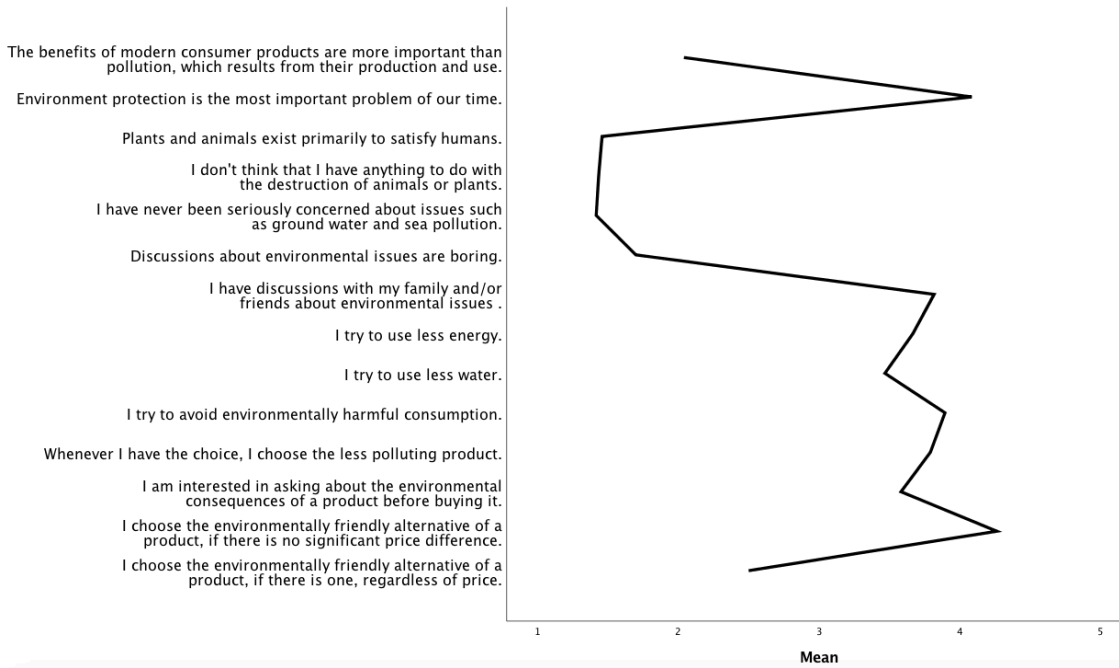 The benefits of modern consumer products are more important than
pollution, which results from their production and use.
Environment protection is the most important problem of our time.
Plants and animals exist primarily to satisfy humans.
I don't think that I have anything to do with
the destruction of animals or plants.
I have never been seriously concerned about issues such
as ground water and sea pollution.
Discussions about environmental issues are boring.
I have discussions with my family and/or
friends about environmental issues .
I try to use less energy.
I try to use less water.
I try to avoid environmentally harmful consumption.
Whenever I have the choice, I choose the less polluting product.
I am interested in asking about the environmental
consequences of a product before buying it.
I choose the environmentally friendly alternative of a
product, if there is no significant price difference.
I choose the environmentally friendly alternative of a
product, if there is one, regardless of price.
1 2 3 4 5
Mean